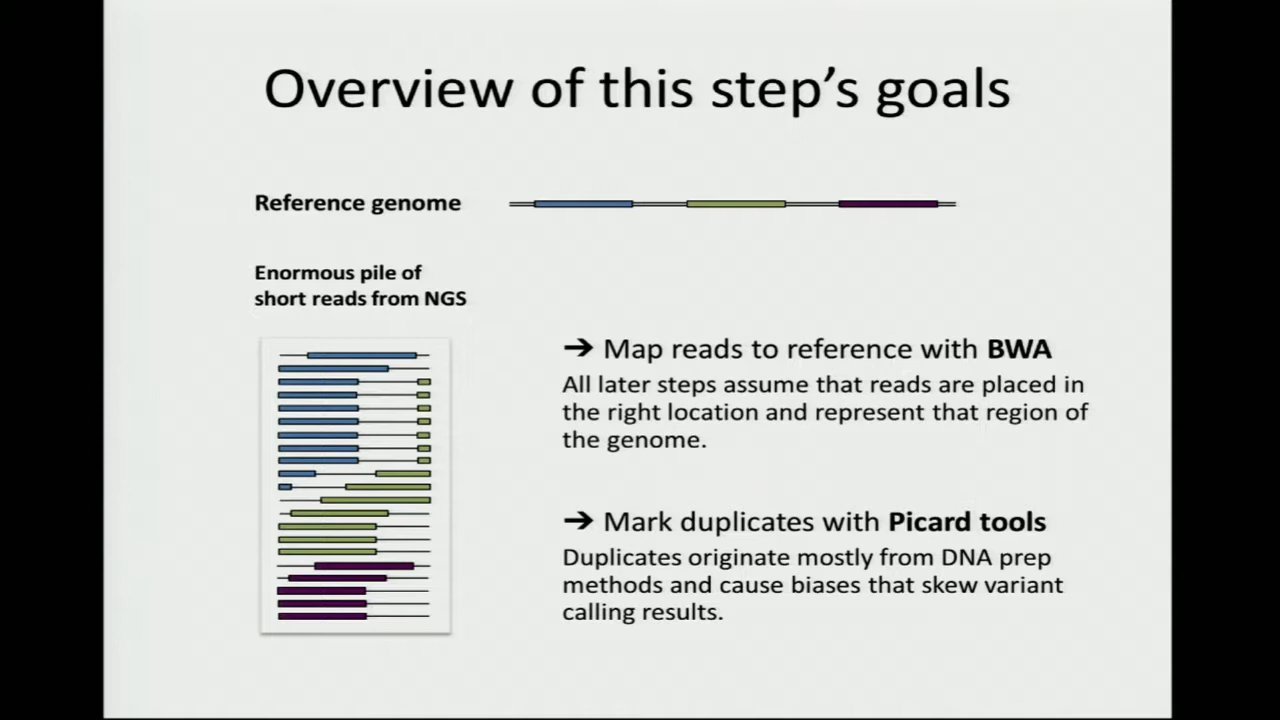 Overview of this step's goals
Reference genome
Enormous pile of
short reads from NGS
➔ Map reads to reference with BWA
All later steps assume that reads are placed in
the right location and represent that region of
the genome.
➔ Mark duplicates with Picard tools
Duplicates originate mostly from DNA prep
methods and cause biases that skew variant
calling results.